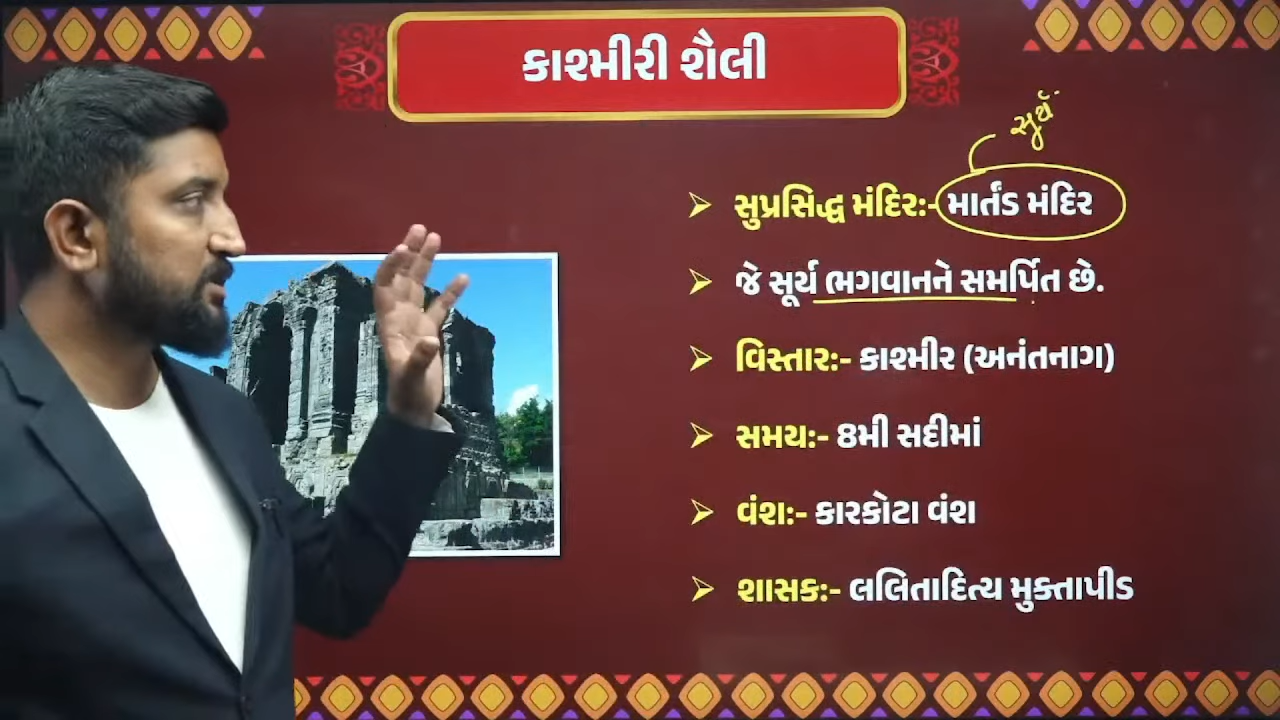 કાશ્મીરી શૈલી
સૂર્ય
સુપ્રસિદ્ધ મંદિર:- માર્તંડ મંદિર
જે સૂર્ય ભગવાનને સમર્પિત છે.
વિસ્તાર:- કાશ્મીર (અનંતનાગ)
સમય:- 8મી સદીમાં
વંશ:- કારકોટા વંશ
શાસક:- લલિતાદિત્ય મુક્તાપીડ